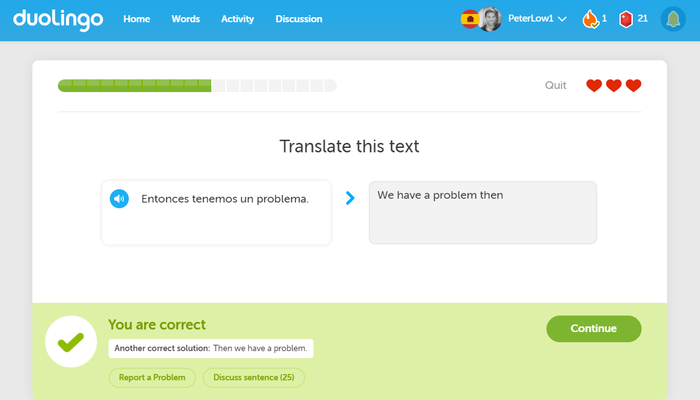 duolingo Home Words Activity Discussion PeterLow1 1 21
Quit
Translate this text
Entonces tenemos un problema. We have a problem then
You are correct
Another correct solution: Then we have a problem.
Continue
Report a Problem Discuss sentence (25)